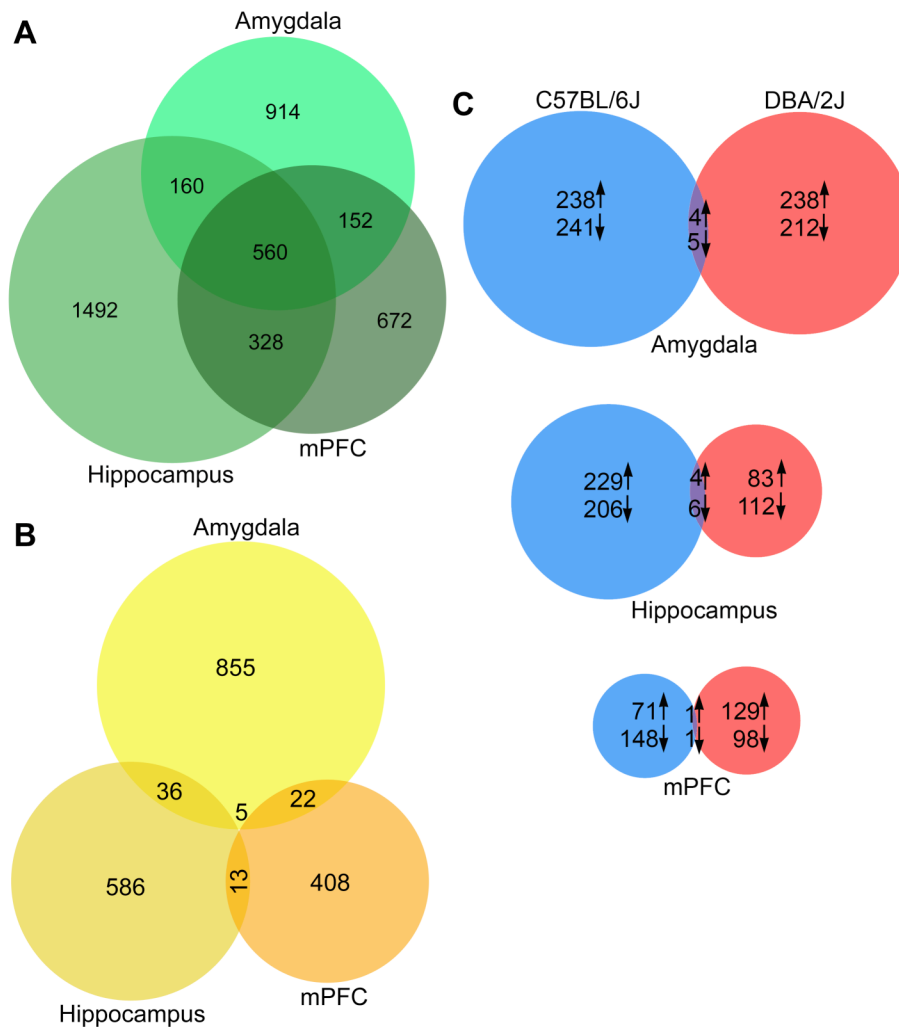 A
Amygdala
914
160
152
560
1492
328
672
mPFC
Hippocampus
B
Amygdala
855
36
5
22
586
13
408
Hippocampus
mPFC
C
C57BL/6J
DBA/2J
238↑
241↓
4↑
5↓
238↑
212↓
Amygdala
229↑
206↓
4↑
6↓
83↑
112↓
Hippocampus
71↑
148↓
1↑
1↓
129↑
98↓
mPFC